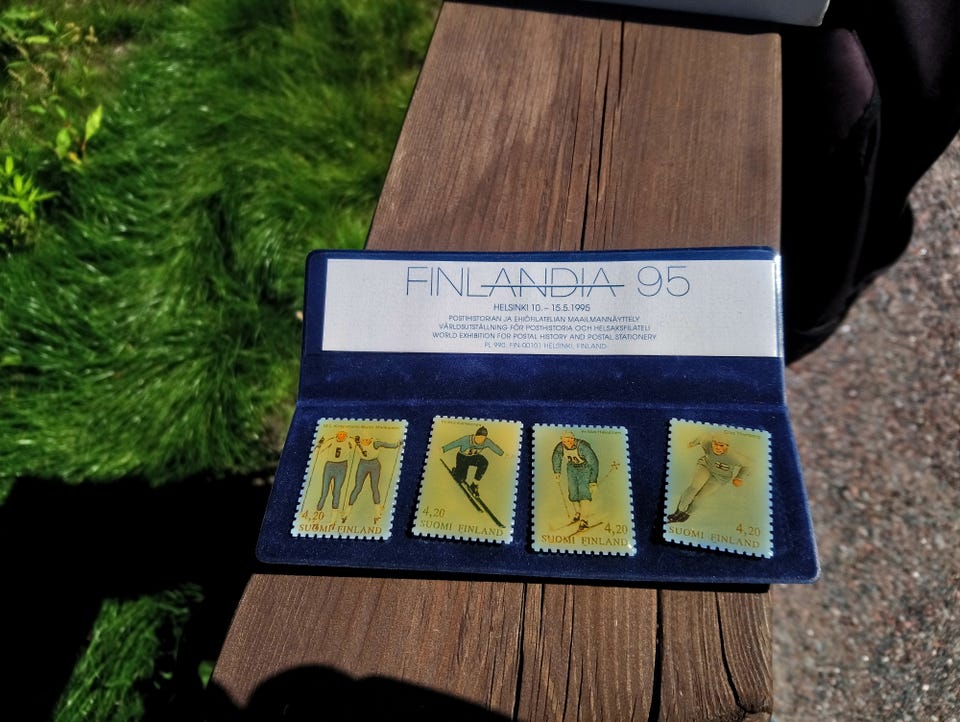 FINLANDIA 95
HELSINKI 10. – 15.5.1995
POSTIHISTORIAN JA EHIÖFILATELIAN MAAILMANNÄYTTELY
VÄRLDSUTSTÄLLNING FÖR POSTHISTORIA OCH HELSAKSFILATELI
WORLD EXHIBITION FOR POSTAL HISTORY AND POSTAL STATIONERY
PL 990, FIN-00101 HELSINKI, FINLAND
6
4,20
SUOMI FINLAND
4,20
SUOMI FINLAND
4,20
SUOMI FINLAND
4,20
SUOMI FINLAND